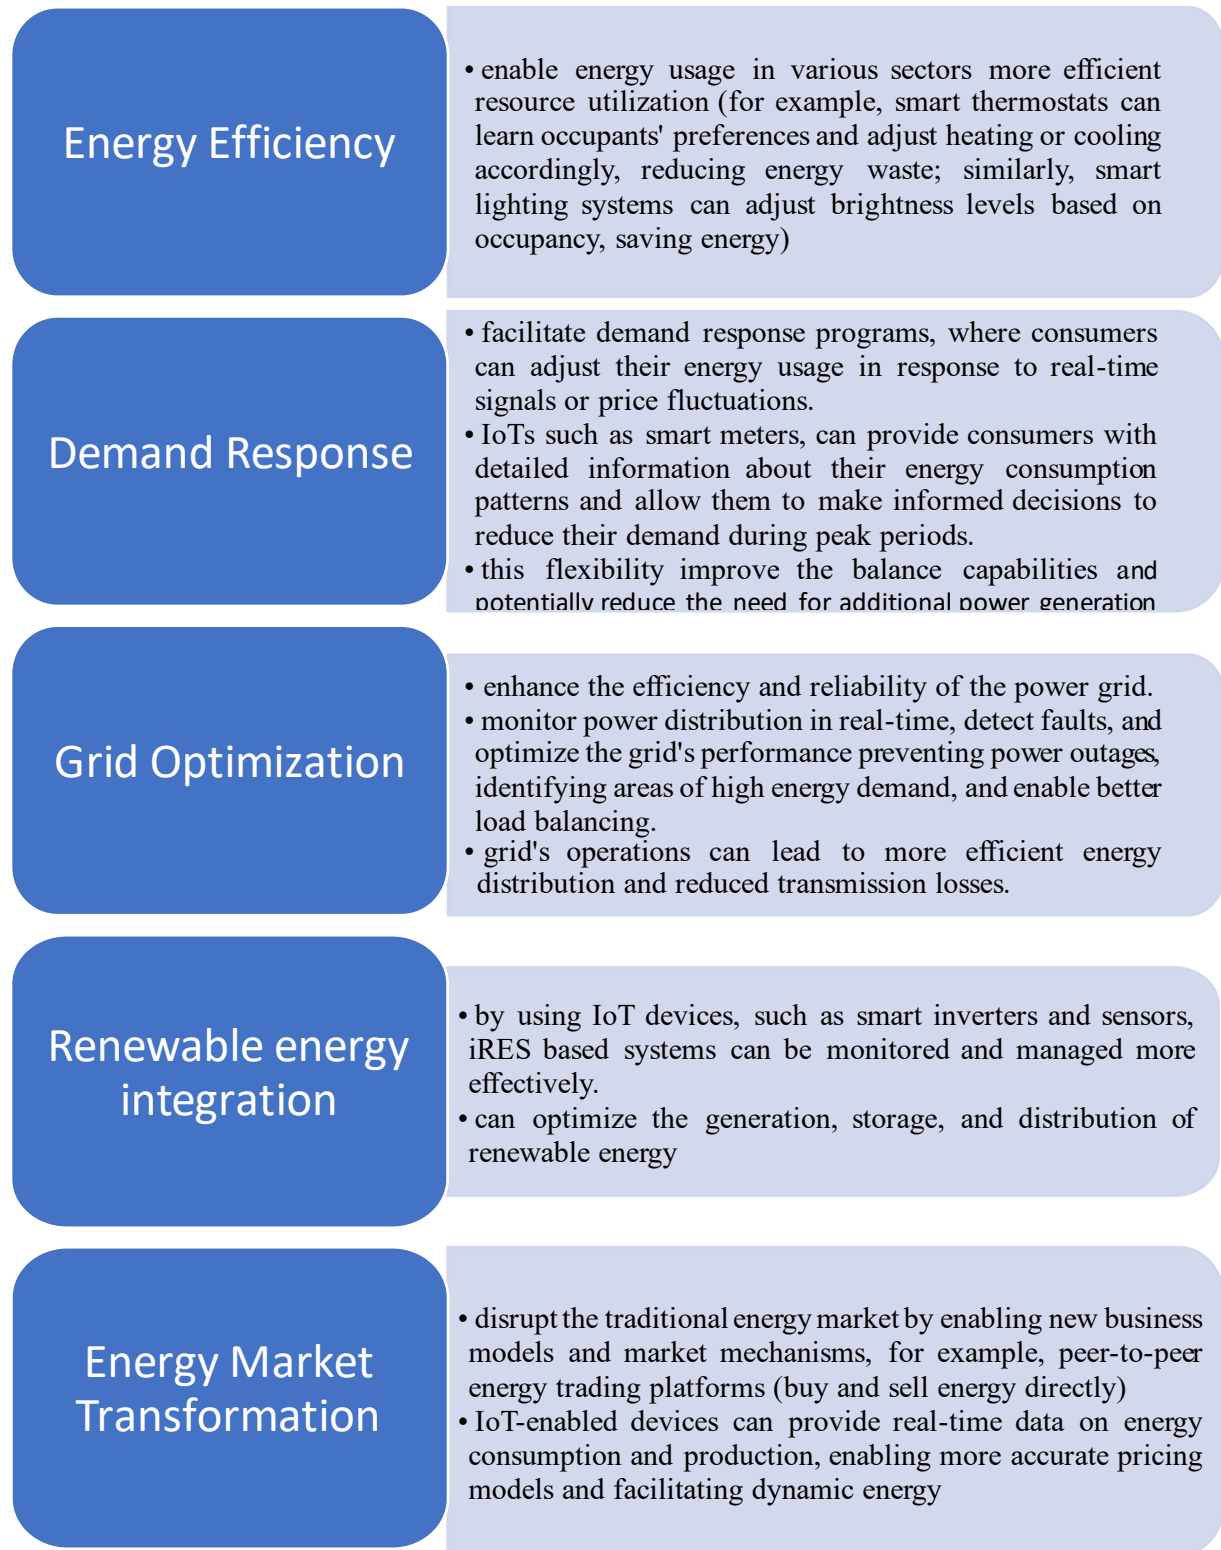 Energy Efficiency
• enable energy usage in various sectors more efficient
resource utilization (for example, smart thermostats can
learn occupants' preferences and adjust heating or cooling
accordingly, reducing energy waste; similarly, smart
lighting systems can adjust brightness levels based on
occupancy, saving energy)
Demand Response
• facilitate demand response programs, where consumers
can adjust their energy usage in response to real-time
signals or price fluctuations.
• IoTs such as smart meters, can provide consumers with
detailed information about their energy consumption
patterns and allow them to make informed decisions to
reduce their demand during peak periods.
• this flexibility improve the balance capabilities and
potentially reduce the need for additional power generation
Grid Optimization
• enhance the efficiency and reliability of the power grid.
• monitor power distribution in real-time, detect faults, and
optimize the grid's performance preventing power outages,
identifying areas of high energy demand, and enable better
load balancing.
• grid's operations can lead to more efficient energy
distribution and reduced transmission losses.
Renewable energy
integration
• by using IoT devices, such as smart inverters and sensors,
iRES based systems can be monitored and managed more
effectively.
• can optimize the generation, storage, and distribution of
renewable energy
Energy Market
Transformation
• disrupt the traditional energy market by enabling new business
models and market mechanisms, for example, peer-to-peer
energy trading platforms (buy and sell energy directly)
• IoT-enabled devices can provide real-time data on energy
consumption and production, enabling more accurate pricing
models and facilitating dynamic energy